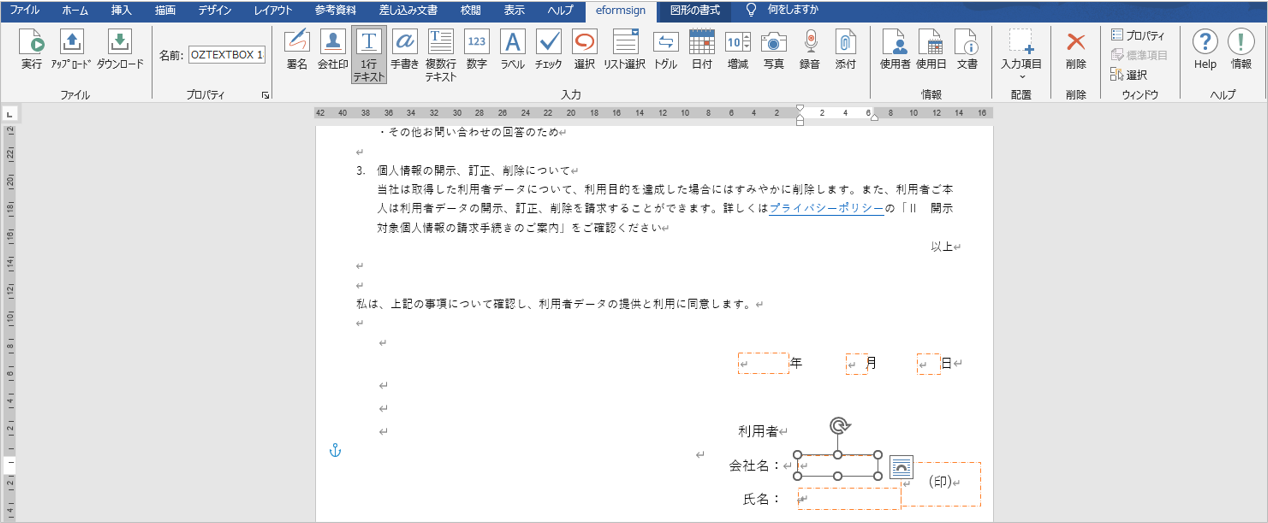 ファイル ホーム 挿入 描画 デザイン レイアウト 参考資料 差し込み文書 校閲 表示 ヘルプ eformsign 図形の書式 何をしますか
実行 アップロード ダウンロード
ファイル
名前: OZTEXTBOX 1
プロパティ
署名 会社印 1行テキスト 手書き 複数行テキスト 数字 ラベル チェック 選択 リスト選択 トグル 日付 増減 写真 録音 添付
入力
使用者 使用日 文書
情報
入力項目
配置
削除
削除
プロパティ
標準項目
選択
ウィンドウ
Help 情報
ヘルプ
42 40 38 36 34 32 30 28 26 24 22 20 18 16 14 12 10 8 6 4 2 2 4 6 8 10 12 14 16
・その他お問い合わせの回答のため↵
↵
3. 個人情報の開示、訂正、削除について↵
当社は取得した利用者データについて、利用目的を達成した場合にはすみやかに削除します。また、利用者ご本
人は利用者データの開示、訂正、削除を請求することができます。詳しくはプライバシーポリシーの「Ⅱ 開示
対象個人情報の請求手続きのご案内」をご確認ください↵
以上↵
↵
↵
私は、上記の事項について確認し、利用者データの提供と利用に同意します。↵
↵
↵
↵年 ↵月 ↵日↵
↵
↵
↵
利用者↵
↵
会社名：↵
(印)↵
氏名：